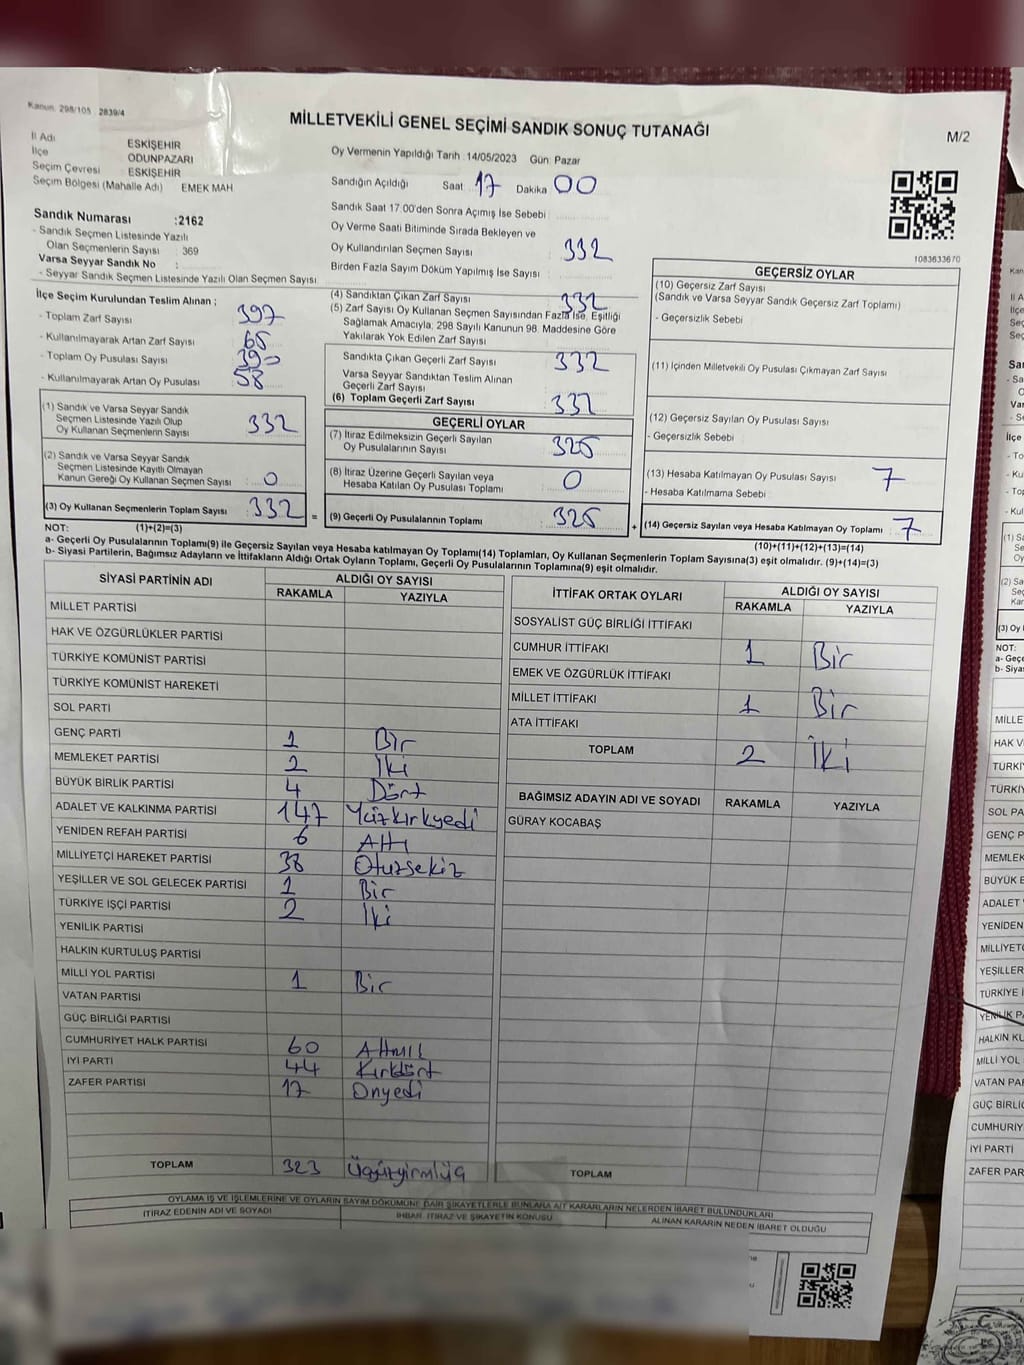 Kanun: 298/105 2839/4
MİLLETVEKİLİ GENEL SEÇİMİ SANDIK SONUÇ TUTANAĞI
M/2
İl Adı ESKİŞEHİR
İlçe ODUNPAZARI
Seçim Çevresi ESKİŞEHİR
Seçim Bölgesi (Mahalle Adı) EMEK MAH
Sandık Numarası :2162
- Sandık Seçmen Listesinde Yazılı
Olan Seçmenlerin Sayısı : 369
Varsa Seyyar Sandık No :
- Seyyar Sandık Seçmen Listesinde Yazılı Olan Seçmen Sayısı
Oy Vermenin Yapıldığı Tarih :14/05/2023 Gün: Pazar
Sandığın Açıldığı Saat 17 Dakika 00
Sandık Saat 17:00'den Sonra Açımış İse Sebebi
Oy Verme Saati Bitiminde Sırada Bekleyen ve
Oy Kullandırılan Seçmen Sayısı 332
Birden Fazla Sayım Döküm Yapılmış İse Sayısı
1083633670
İlçe Seçim Kurulundan Teslim Alınan ;
- Toplam Zarf Sayısı 397
- Kullanılmayarak Artan Zarf Sayısı 65
- Toplam Oy Pusulası Sayısı 390
- Kullanılmayarak Artan Oy Pusulası 58
(1) Sandık ve Varsa Seyyar Sandık
Seçmen Listesinde Yazılı Olup
Oy Kullanan Seçmenlerin Sayısı 332
(2) Sandık ve Varsa Seyyar Sandık
Seçmen Listesinde Kayıtlı Olmayan
Kanun Gereği Oy Kullanan Seçmen Sayısı : 0
(3) Oy Kullanan Seçmenlerin Toplam Sayısı : 332 =
(4) Sandıktan Çıkan Zarf Sayısı 332
(5) Zarf Sayısı Oy Kullanan Seçmen Sayısından Fazla İse, Eşitliği
Sağlamak Amacıyla; 298 Sayılı Kanunun 98. Maddesine Göre
Yakılarak Yok Edilen Zarf Sayısı
Sandıkta Çıkan Geçerli Zarf Sayısı 332
Varsa Seyyar Sandıktan Teslim Alınan
Geçerli Zarf Sayısı
(6) Toplam Geçerli Zarf Sayısı 332
GEÇERLİ OYLAR
(7) İtiraz Edilmeksizin Geçerli Sayılan
Oy Pusulalarının Sayısı 325
(8) İtiraz Üzerine Geçerli Sayılan veya
Hesaba Katılan Oy Pusulası Toplamı 0
(9) Geçerli Oy Pusulalarının Toplamı : 325 +
GEÇERSİZ OYLAR
(10) Geçersiz Zarf Sayısı
(Sandık ve Varsa Seyyar Sandık Geçersiz Zarf Toplamı)
- Geçersizlik Sebebi
(11) İçinden Milletvekili Oy Pusulası Çıkmayan Zarf Sayısı
(12) Geçersiz Sayılan Oy Pusulası Sayısı
- Geçersizlik Sebebi
(13) Hesaba Katılmayan Oy Pusulası Sayısı 7
- Hesaba Katılmama Sebebi
(14) Geçersiz Sayılan veya Hesaba Katılmayan Oy Toplamı 7
NOT: (1)+(2)=(3)
(10)+(11)+(12)+(13)=(14)
a- Geçerli Oy Pusulalarının Toplamı(9) ile Geçersiz Sayılan veya Hesaba katılmayan Oy Toplamı(14) Toplamları, Oy Kullanan Seçmenlerin Toplam Sayısına(3) eşit olmalıdır. (9)+(14)=(3)
b- Siyasi Partilerin, Bağımsız Adayların ve İttifakların Aldığı Ortak Oyların Toplamı, Geçerli Oy Pusulalarının Toplamına(9) eşit olmalıdır.
SİYASİ PARTİNİN ADI ALDIĞI OY SAYISI
RAKAMLA YAZIYLA
MİLLET PARTİSİ
HAK VE ÖZGÜRLÜKLER PARTİSİ
TÜRKİYE KOMÜNİST PARTİSİ
TÜRKİYE KOMÜNİST HAREKETİ
SOL PARTİ
GENÇ PARTİ 1 Bir
MEMLEKET PARTİSİ 2 İki
BÜYÜK BİRLİK PARTİSİ 4 Dört
ADALET VE KALKINMA PARTİSİ 147 Yüzkırkyedi
YENİDEN REFAH PARTİSİ 6 Altı
MİLLİYETÇİ HAREKET PARTİSİ 38 Otuzsekiz
YEŞİLLER VE SOL GELECEK PARTİSİ 1 Bir
TÜRKİYE İŞÇİ PARTİSİ 2 İki
YENİLİK PARTİSİ
HALKIN KURTULUŞ PARTİSİ
MİLLİ YOL PARTİSİ 1 Bir
VATAN PARTİSİ
GÜÇ BİRLİĞİ PARTİSİ
CUMHURİYET HALK PARTİSİ 60 Altmış
İYİ PARTİ 44 Kırkdört
ZAFER PARTİSİ 17 Onyedi
TOPLAM 323 Üçyüzyirmiüç
İTTİFAK ORTAK OYLARI ALDIĞI OY SAYISI
RAKAMLA YAZIYLA
SOSYALİST GÜÇ BİRLİĞİ İTTİFAKI
CUMHUR İTTİFAKI 1 Bir
EMEK VE ÖZGÜRLÜK İTTİFAKI
MİLLET İTTİFAKI 1 Bir
ATA İTTİFAKI
TOPLAM 2 İki
BAĞIMSIZ ADAYIN ADI VE SOYADI RAKAMLA YAZIYLA
GÜRAY KOCABAŞ
TOPLAM
OYLAMA İŞ VE İŞLEMLERİNE VE OYLARIN SAYIM DÖKÜMÜNE DAİR ŞİKAYETLERLE BUNLARA AİT KARARLARIN NELERDEN İBARET BULUNDUKLARI
İTİRAZ EDENİN ADI VE SOYADI İHBAR, İTİRAZ VE ŞİKAYETİN KONUSU ALINAN KARARIN NEDEN İBARET OLDUĞU